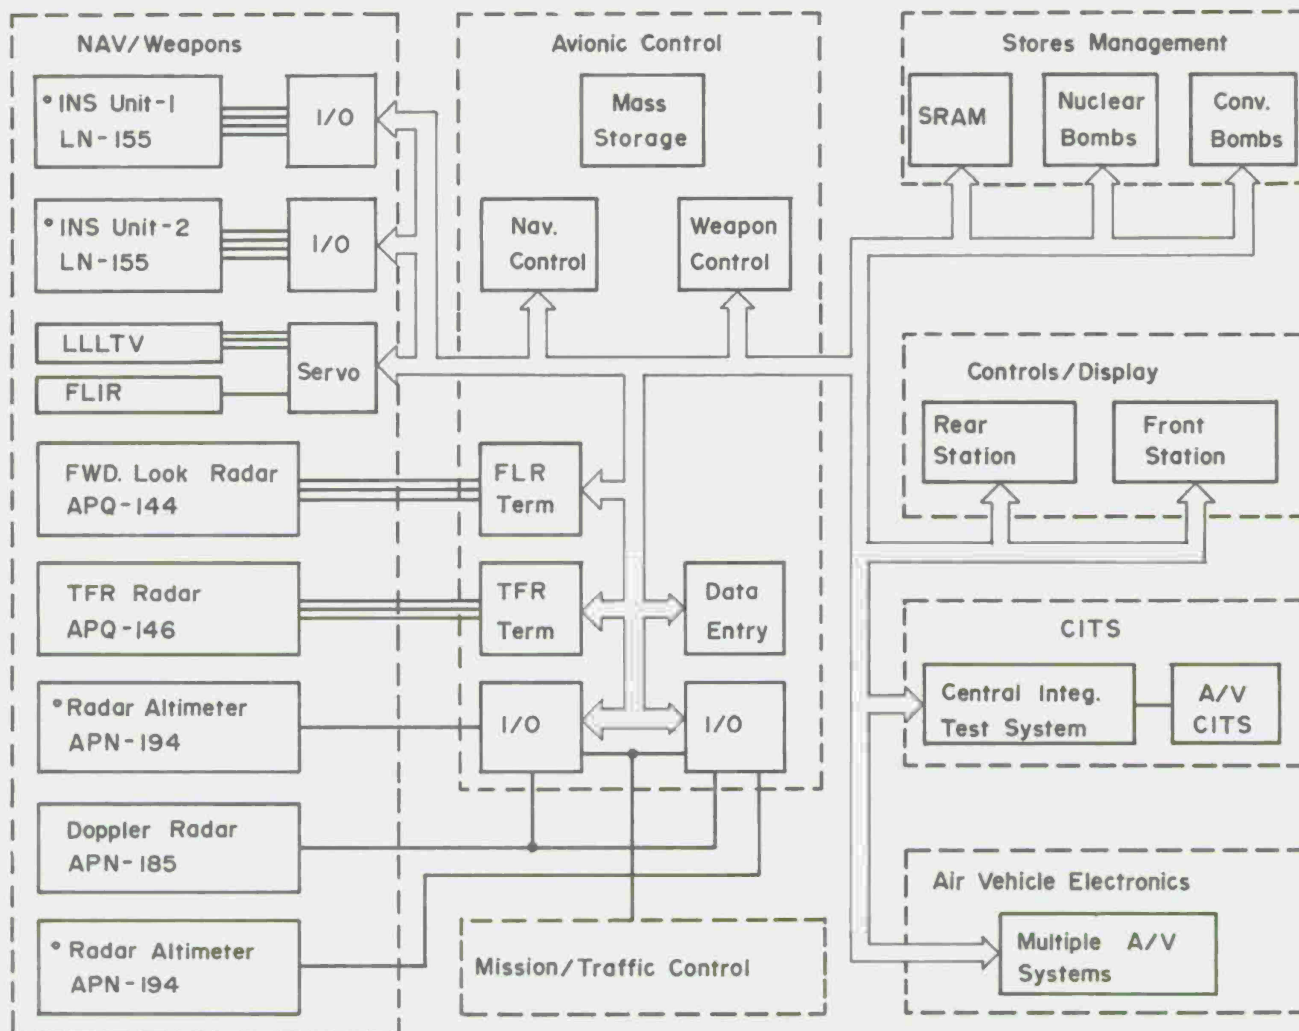 NAV/Weapons
° INS Unit-1
LN-155
I/O
° INS Unit-2
LN-155
I/O
LLLTV
FLIR
Servo
FWD. Look Radar
APQ-144
TFR Radar
APQ-146
° Radar Altimeter
APN-194
Doppler Radar
APN-185
° Radar Altimeter
APN-194
Avionic Control
Mass
Storage
Nav.
Control
Weapon
Control
FLR
Term
TFR
Term
Data
Entry
I/O
I/O
Mission/Traffic Control
Stores Management
SRAM
Nuclear
Bombs
Conv.
Bombs
Controls/Display
Rear
Station
Front
Station
CITS
Central Integ.
Test System
A/V
CITS
Air Vehicle Electronics
Multiple A/V
Systems